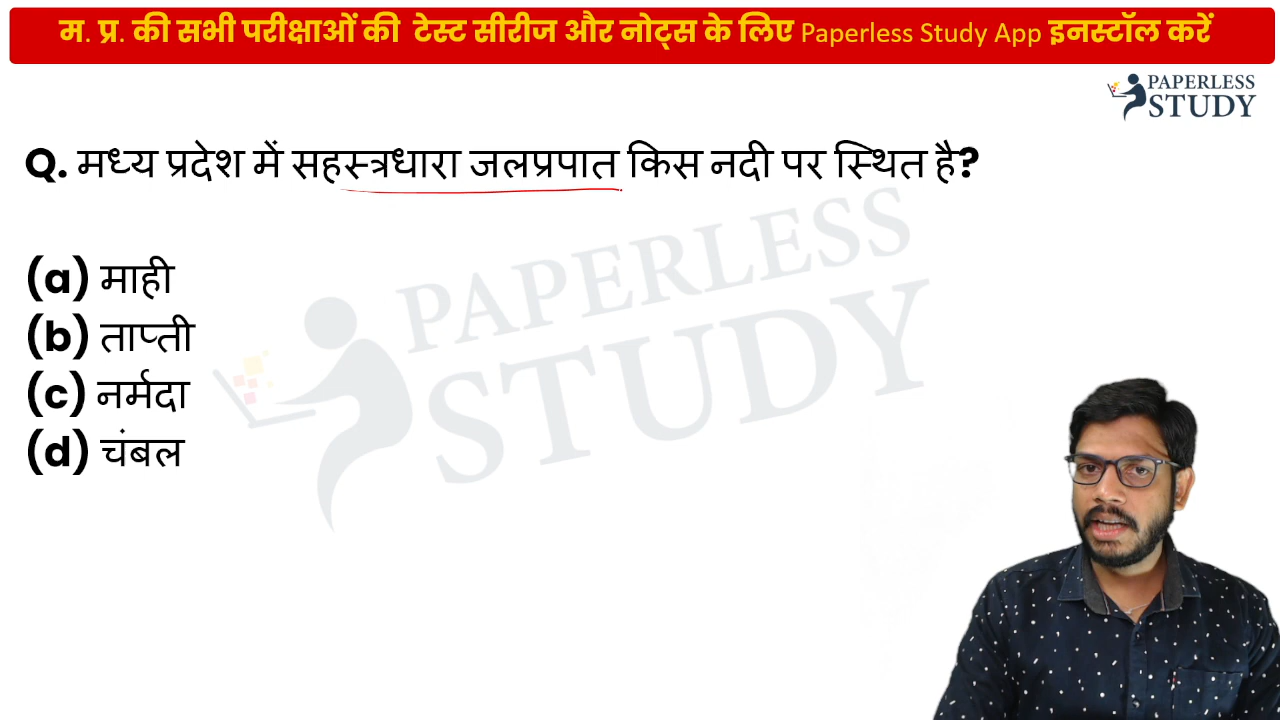 म. प्र. की सभी परीक्षाओं की टेस्ट सीरीज और नोट्स के लिए Paperless Study App इनस्टॉल करें
PAPERLESS
STUDY
Q. मध्य प्रदेश में सहस्त्रधारा जलप्रपात किस नदी पर स्थित है?
PAPERLESS
STUDY
(a) माही
(b) ताप्ती
(c) नर्मदा
(d) चंबल